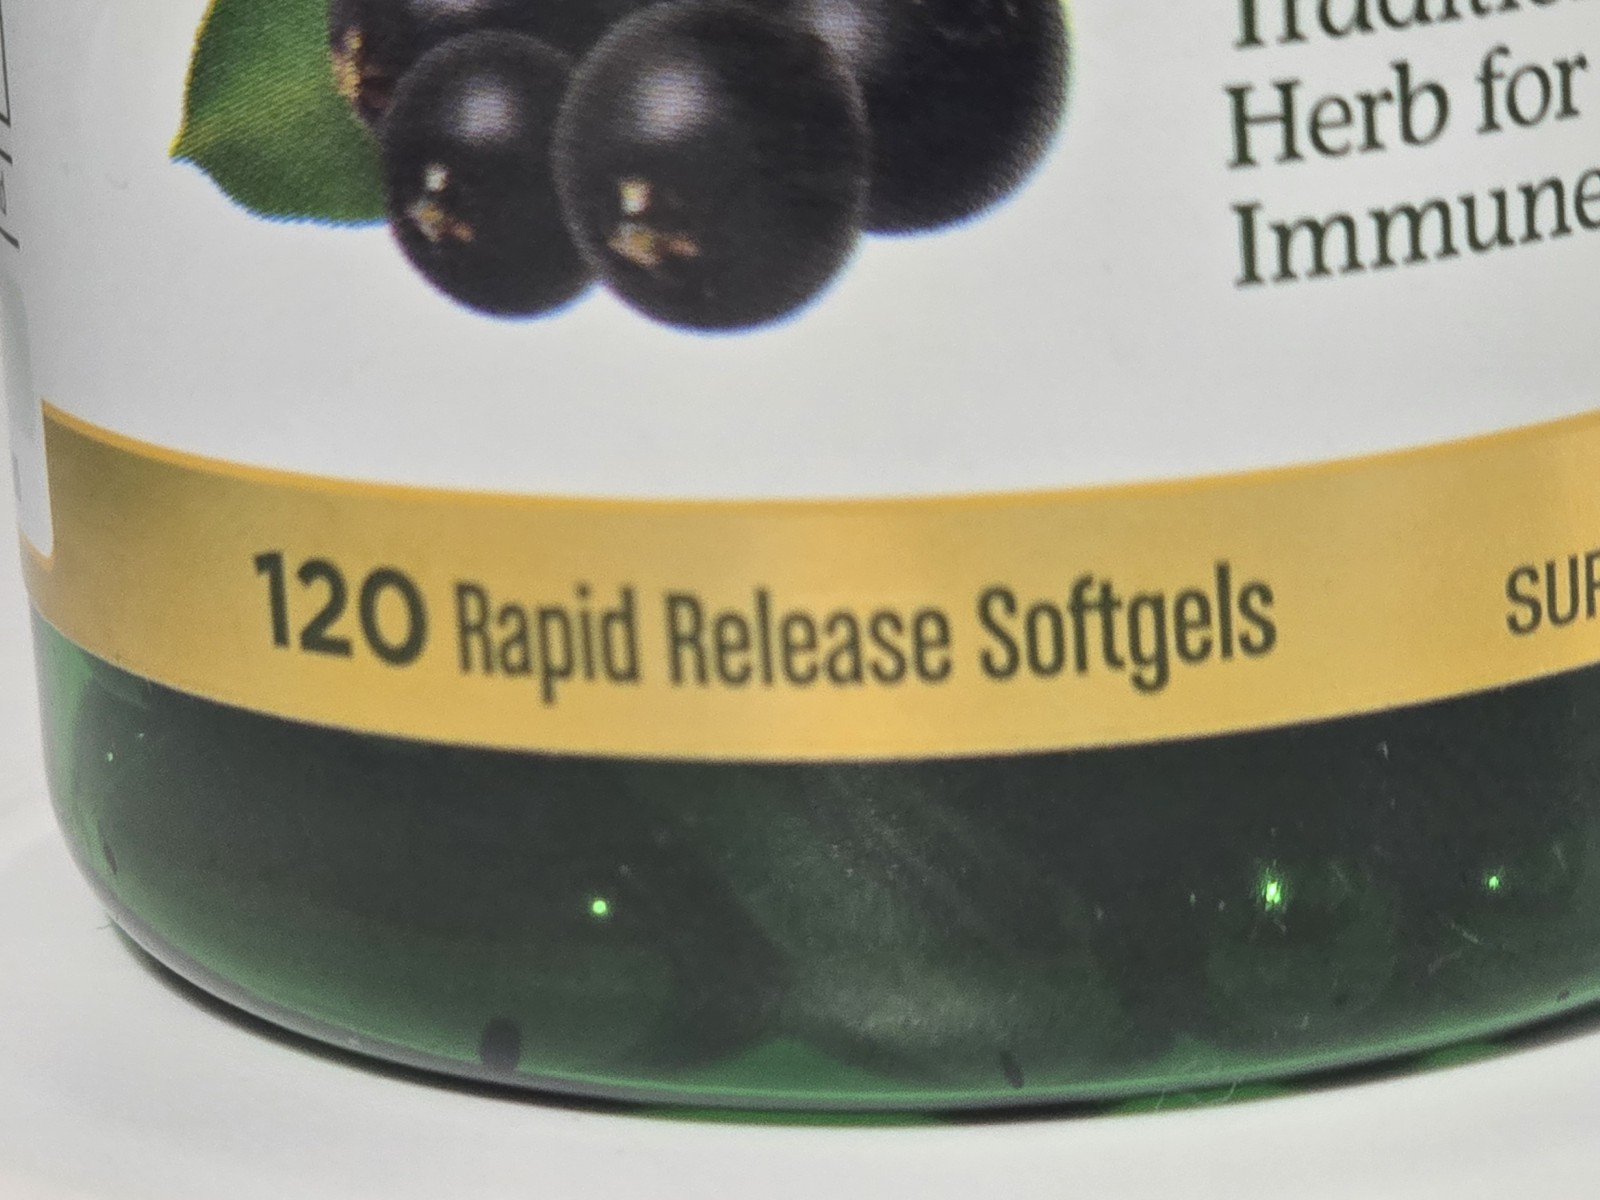 Herb for
Immune
120 Rapid Release Softgels